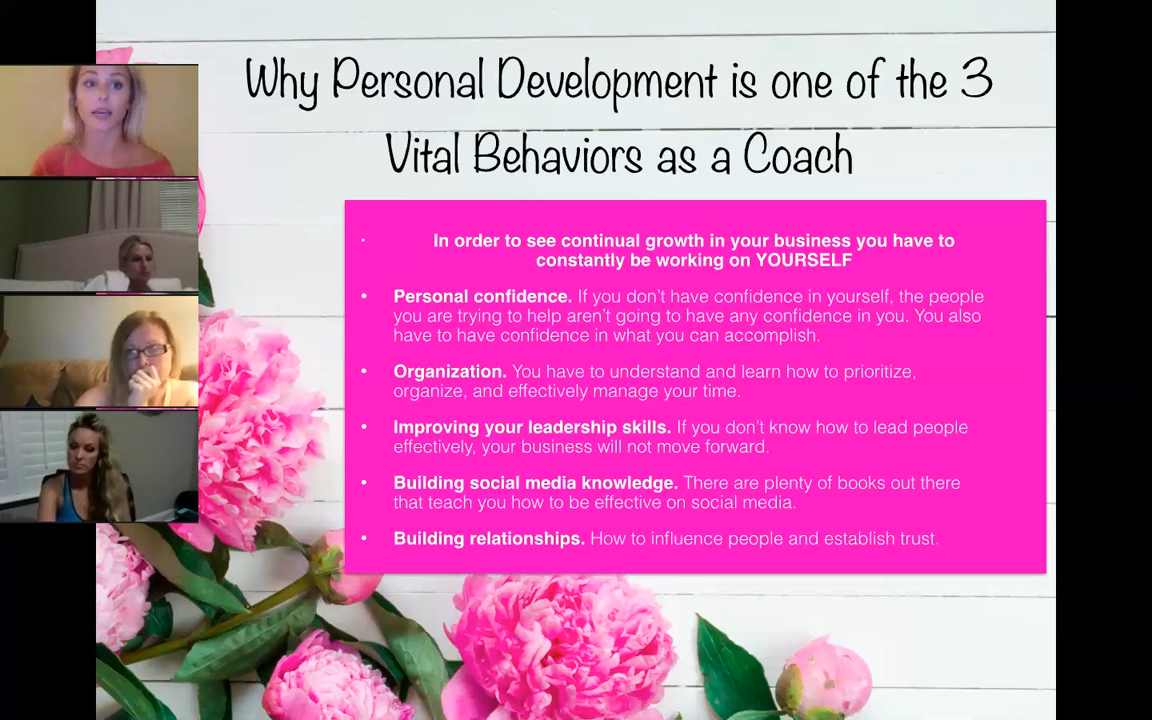 Why Personal Development is one of the 3
Vital Behaviors as a Coach
• In order to see continual growth in your business you have to
constantly be working on YOURSELF
• Personal confidence. If you don't have confidence in yourself, the people
you are trying to help aren't going to have any confidence in you. You also
have to have confidence in what you can accomplish.
• Organization. You have to understand and learn how to prioritize,
organize, and effectively manage your time.
• Improving your leadership skills. If you don't know how to lead people
effectively, your business will not move forward.
• Building social media knowledge. There are plenty of books out there
that teach you how to be effective on social media.
• Building relationships. How to influence people and establish trust.